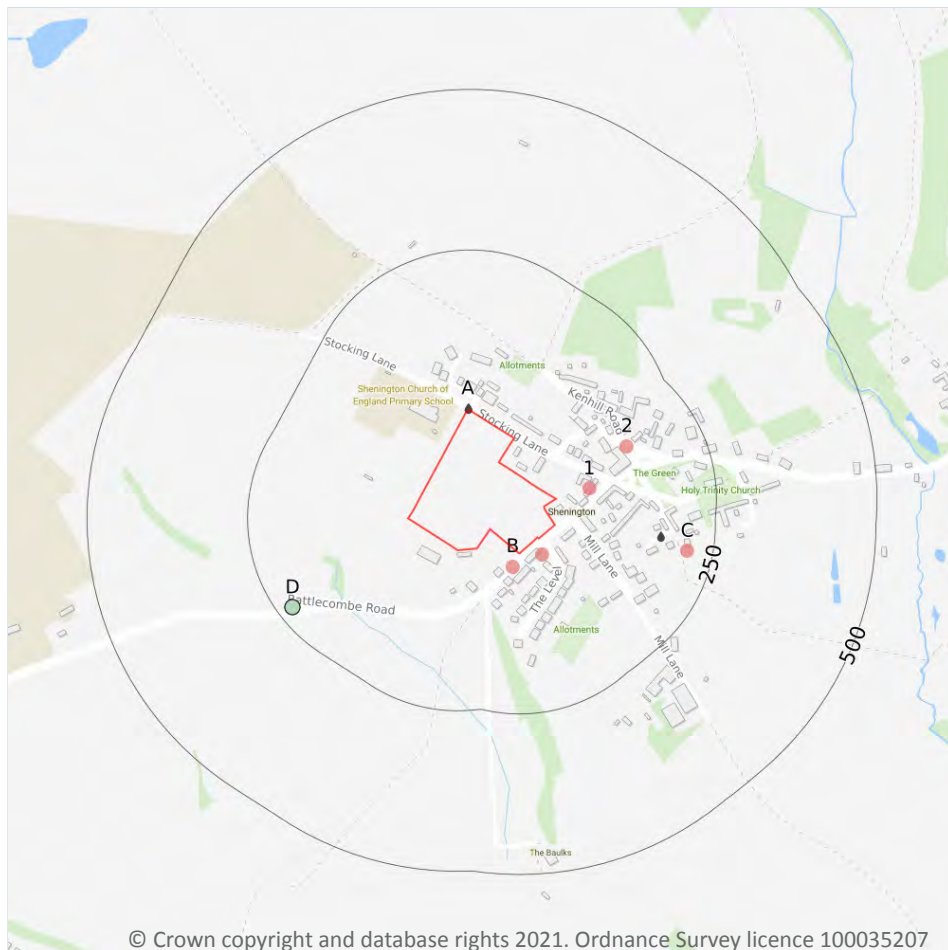 Stocking Lane
Allotments
Shenington Church of
England Primary School
A
Kenhill Road
Stocking Lane
2
The Green
1
Holy Trinity Church
Shenington
C
B
Mill Lane
250
The Level
D
Rattlecombe Road
Allotments
Mill Lane
500
The Baulks
© Crown copyright and database rights 2021. Ordnance Survey licence 100035207